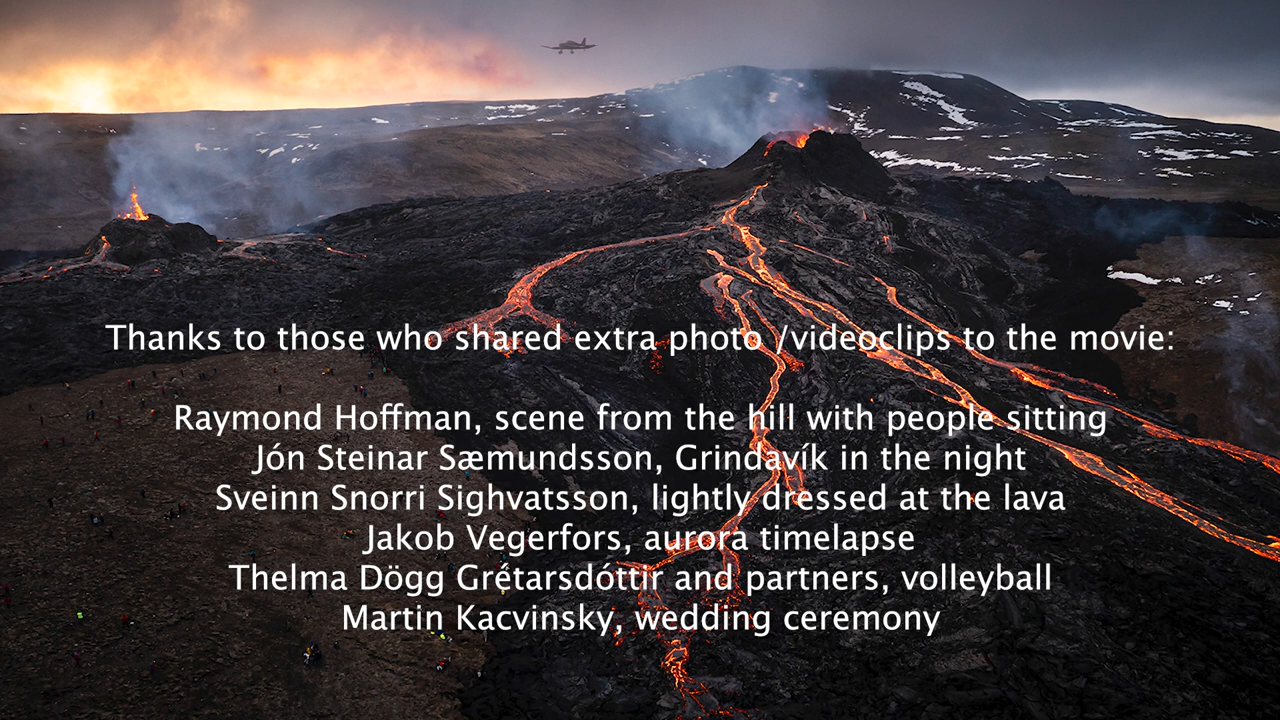 Thanks to those who shared extra photo /videoclips to the movie:
Raymond Hoffman, scene from the hill with people sitting
Jón Steinar Sæmundsson, Grindavík in the night
Sveinn Snorri Sighvatsson, lightly dressed at the lava
Jakob Vegerfors, aurora timelapse
Thelma Dögg Grétarsdóttir and partners, volleyball
Martin Kacvinsky, wedding ceremony